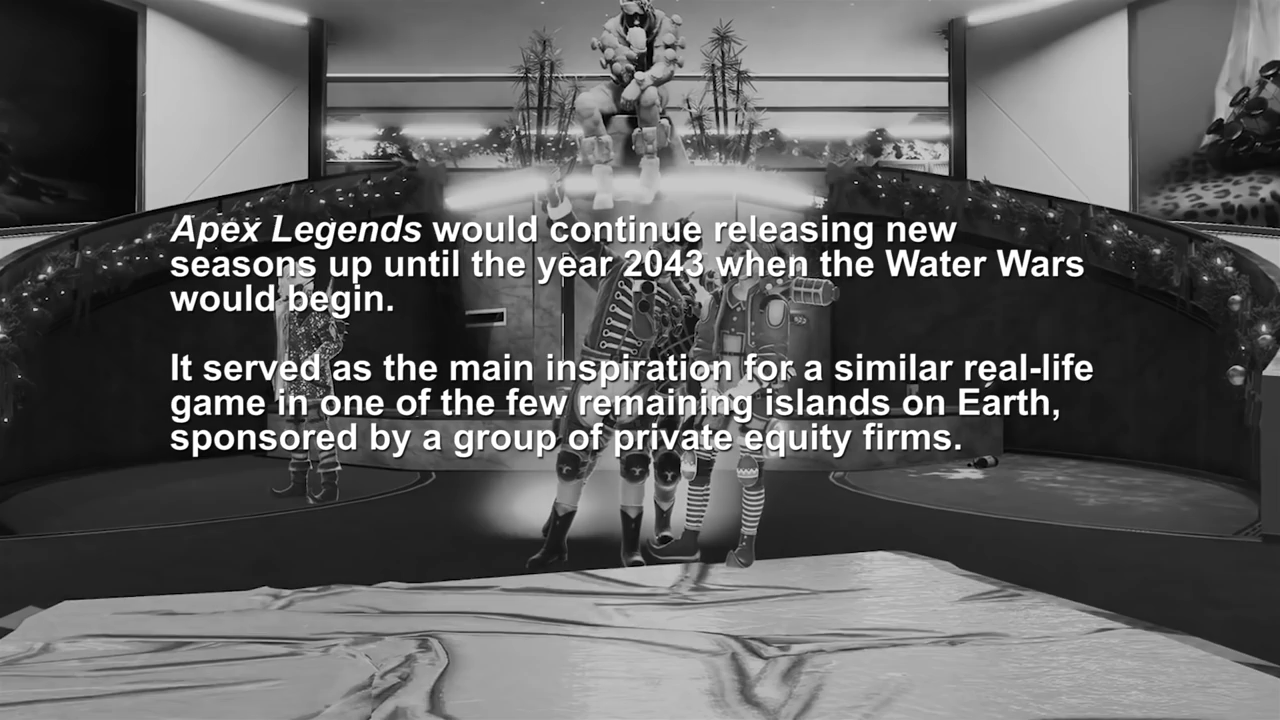 Apex Legends would continue releasing new
seasons up until the year 2043 when the Water Wars
would begin.
It served as the main inspiration for a similar real-life
game in one of the few remaining islands on Earth,
sponsored by a group of private equity firms.